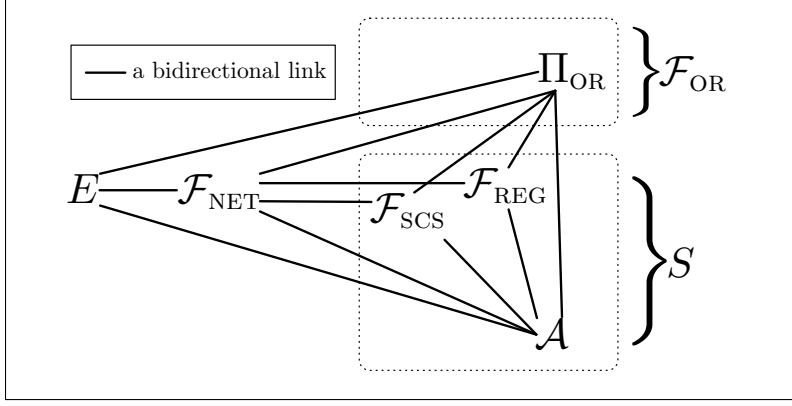 a bidirectional link
Π_OR
ℱ_OR
E
ℱ_NET
ℱ_SCS
ℱ_REG
S
𝒜